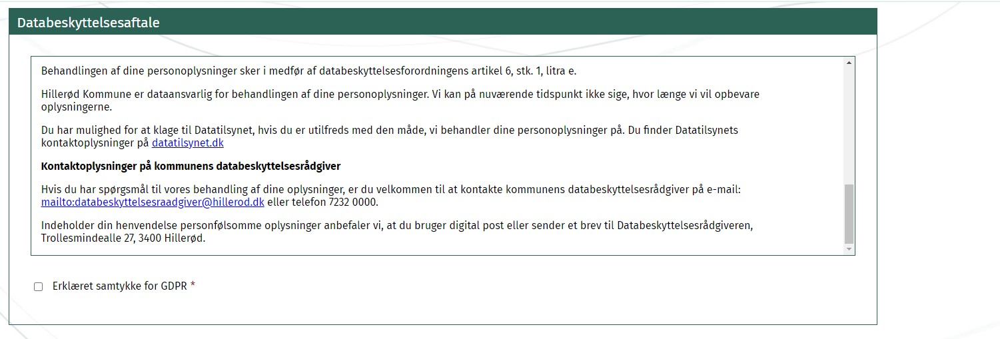 Databeskyttelsesaftale
Behandlingen af dine personoplysninger sker i medfør af databeskyttelsesforordningens artikel 6, stk. 1, litra e.
Hillerød Kommune er dataansvarlig for behandlingen af dine personoplysninger. Vi kan på nuværende tidspunkt ikke sige, hvor længe vi vil opbevare
oplysningerne.
Du har mulighed for at klage til Datatilsynet, hvis du er utilfreds med den måde, vi behandler dine personoplysninger på. Du finder Datatilsynets
kontaktoplysninger på datatilsynet.dk
Kontaktoplysninger på kommunens databeskyttelsesrådgiver
Hvis du har spørgsmål til vores behandling af dine oplysninger, er du velkommen til at kontakte kommunens databeskyttelsesrådgiver på e-mail:
mailto:databeskyttelsesraadgiver@hillerod.dk eller telefon 7232 0000.
Indeholder din henvendelse personfølsomme oplysninger anbefaler vi, at du bruger digital post eller sender et brev til Databeskyttelsesrådgiveren,
Trollesmindealle 27, 3400 Hillerød.
Erklæret samtykke for GDPR *